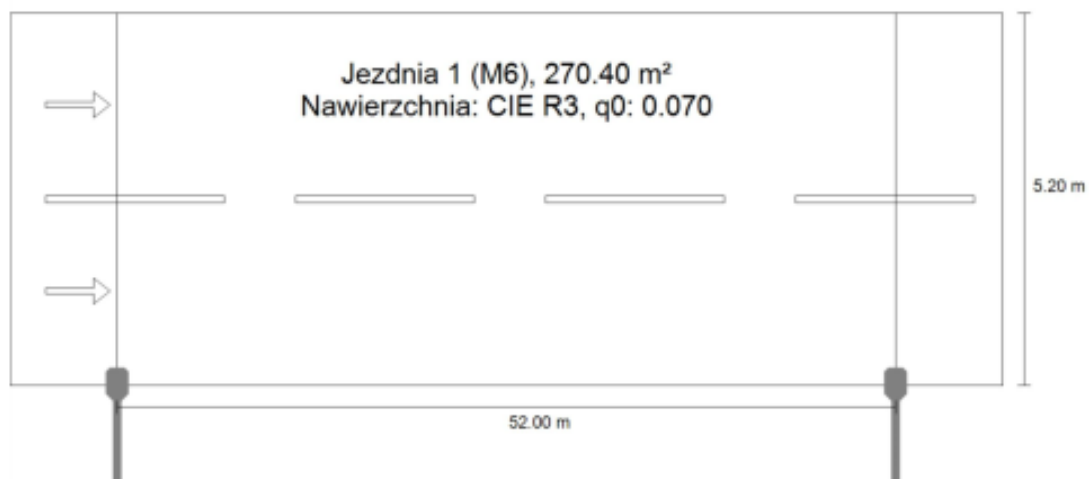 Jezdnia 1 (M6), 270.40 m²
Nawierzchnia: CIE R3, q0: 0.070
5.20 m
52.00 m